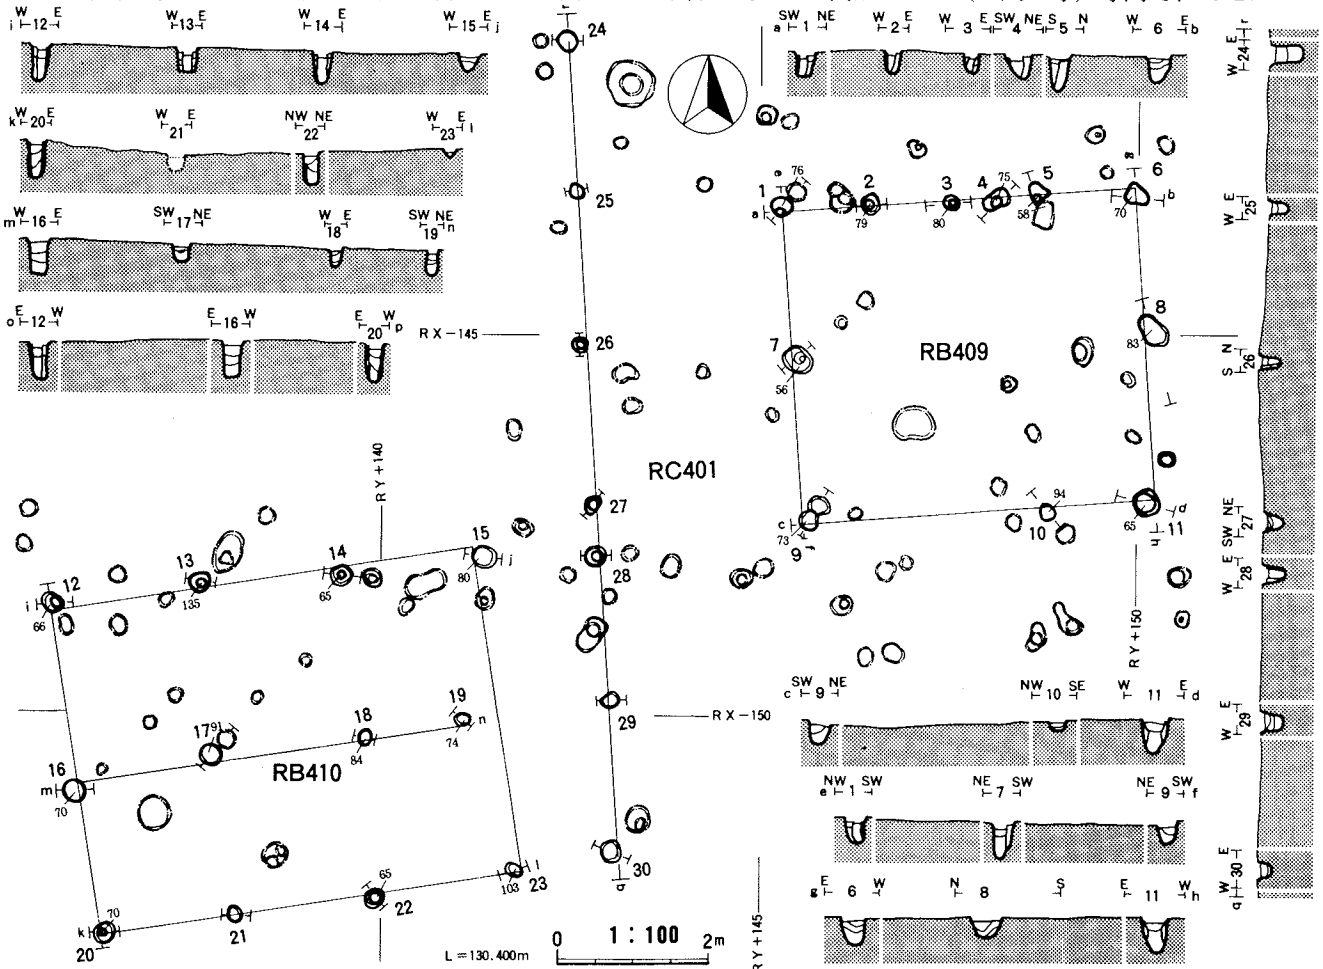 W E W E W E W E
i 12 13 14 15 j
W E W E NW NE W E
k 20 21 22 23 l
W E SW NE W E SW NE
m 16 17 18 19 n
E W E W E W
o 12 16 20 p
SW NE W E W E SW NE S N W E
a 1 2 3 4 5 6 b
r
24
25
26
27
28
29
30
q
RX-145
RC401
RY+140
76
1 2 3 4 5 6
a 79 80 75 58 70 b
g
7
56
RB409
8
83
c 73 9 f
94
10
65 11 d
h
RY+150
12 13 14 15
i 66 135 65 80 j
16 17 91 18 19
m 70 84 74 n
RB410
70 65
k 20 21 22 103 23 l
RX-150
RY+145
L=130.400m
0 1:100 2m
SW NE NW SE W E
c 9 10 11 d
NW SW NE SW NE SW
e 1 7 9 f
E W N S E W
g 6 8 11 h
W E 24 r
W E 25
S N 26
SW NE 27
W E 28
W E 29
q W E 30